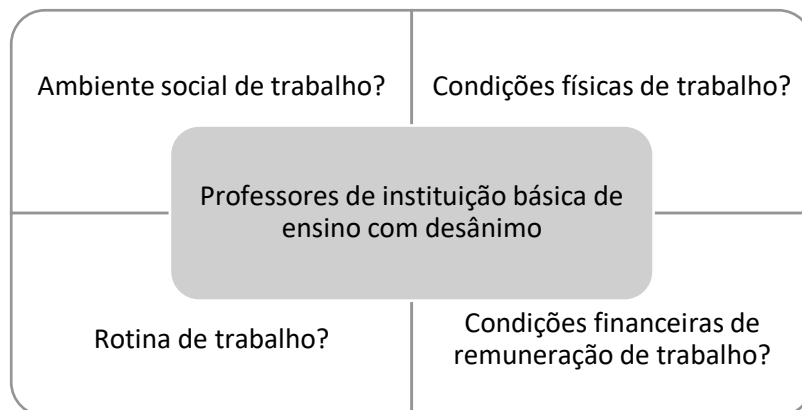 Ambiente social de trabalho?
Condições físicas de trabalho?
Professores de instituição básica de
ensino com desânimo
Rotina de trabalho?
Condições financeiras de
remuneração de trabalho?